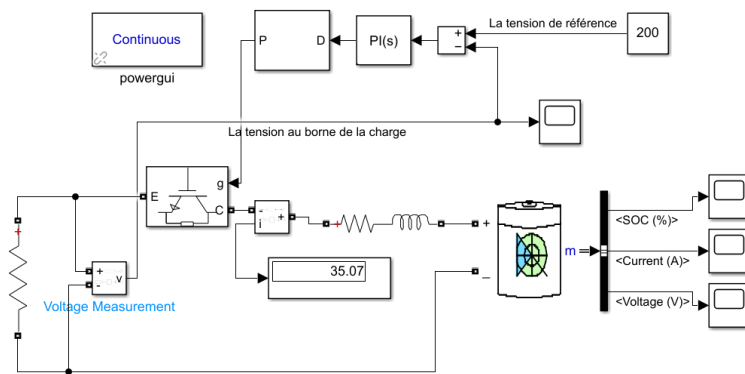 La tension de référence
Continuous
P
D
PI(s)
+
−
200
powergui
La tension au borne de la charge
g
E
C
-
+
i
+
+
<SOC (%)>
m
<Current (A)>
35.07
−
+
-
v
+
<Voltage (V)>
Voltage Measurement